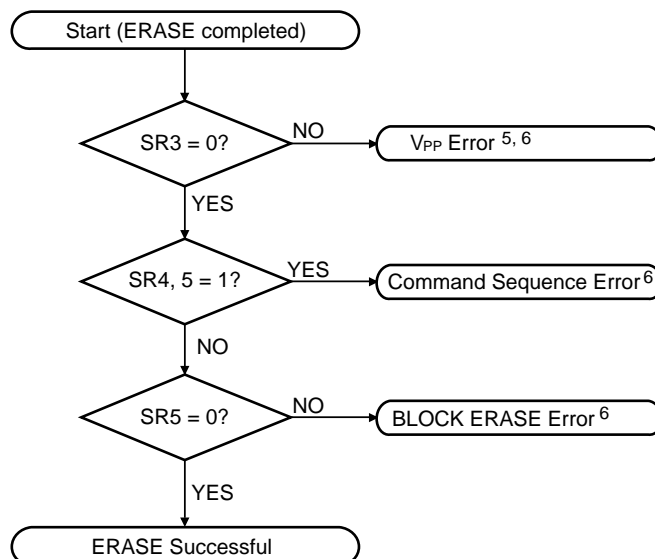 Start (ERASE completed)
SR3 = 0?
NO
VPP Error 5, 6
YES
SR4, 5 = 1?
YES
Command Sequence Error 6
NO
SR5 = 0?
NO
BLOCK ERASE Error 6
YES
ERASE Successful